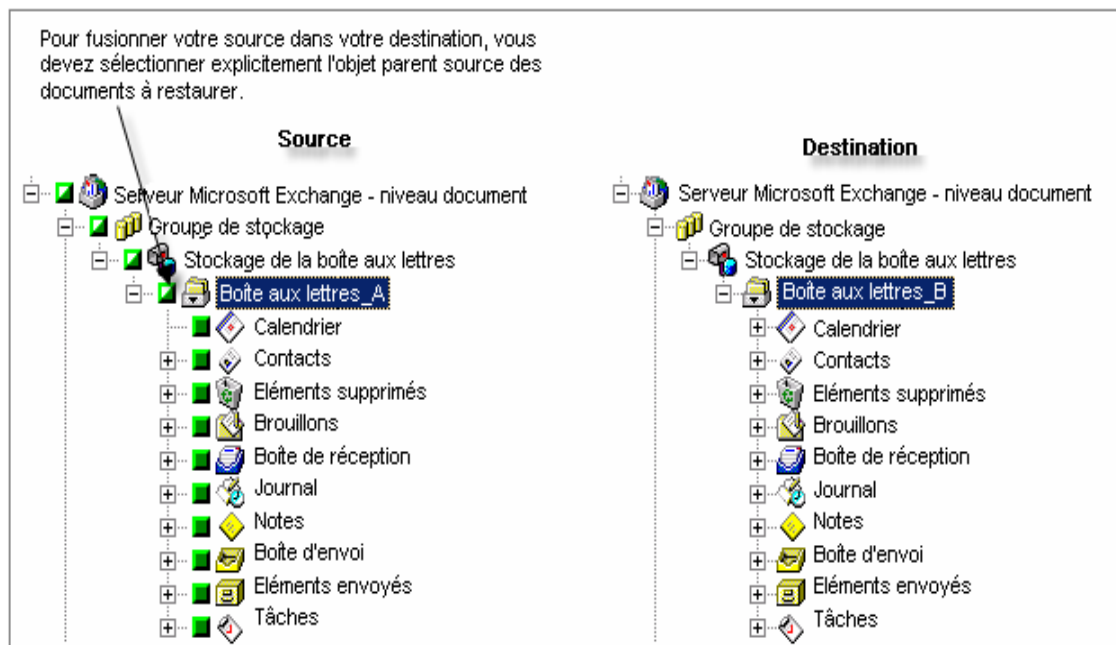 Pour fusionner votre source dans votre destination, vous
devez sélectionner explicitement l'objet parent source des
documents à restaurer.
Source
Serveur Microsoft Exchange - niveau document
Groupe de stockage
Stockage de la boîte aux lettres
Boîte aux lettres_A
Calendrier
Contacts
Eléments supprimés
Brouillons
Boîte de réception
Journal
Notes
Boîte d'envoi
Eléments envoyés
Tâches
Destination
Serveur Microsoft Exchange - niveau document
Groupe de stockage
Stockage de la boîte aux lettres
Boîte aux lettres_B
Calendrier
Contacts
Eléments supprimés
Brouillons
Boîte de réception
Journal
Notes
Boîte d'envoi
Eléments envoyés
Tâches